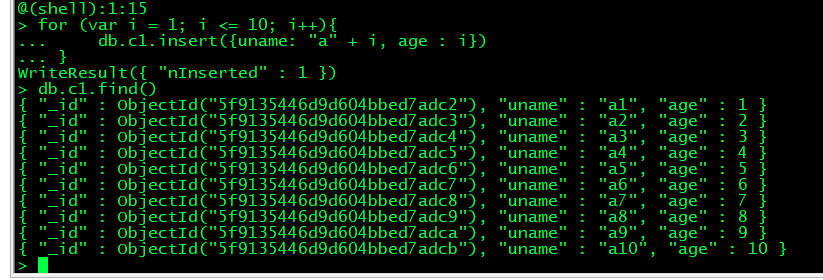 @(shell):1:15
> for (var i = 1; i <= 10; i++){
...     db.c1.insert({uname: "a" + i, age : i})
... }
WriteResult({ "nInserted" : 1 })
> db.c1.find()
{ "_id" : ObjectId("5f9135446d9d604bbed7adc2"), "uname" : "a1", "age" : 1 }
{ "_id" : ObjectId("5f9135446d9d604bbed7adc3"), "uname" : "a2", "age" : 2 }
{ "_id" : ObjectId("5f9135446d9d604bbed7adc4"), "uname" : "a3", "age" : 3 }
{ "_id" : ObjectId("5f9135446d9d604bbed7adc5"), "uname" : "a4", "age" : 4 }
{ "_id" : ObjectId("5f9135446d9d604bbed7adc6"), "uname" : "a5", "age" : 5 }
{ "_id" : ObjectId("5f9135446d9d604bbed7adc7"), "uname" : "a6", "age" : 6 }
{ "_id" : ObjectId("5f9135446d9d604bbed7adc8"), "uname" : "a7", "age" : 7 }
{ "_id" : ObjectId("5f9135446d9d604bbed7adc9"), "uname" : "a8", "age" : 8 }
{ "_id" : ObjectId("5f9135446d9d604bbed7adca"), "uname" : "a9", "age" : 9 }
{ "_id" : ObjectId("5f9135446d9d604bbed7adcb"), "uname" : "a10", "age" : 10 }
>